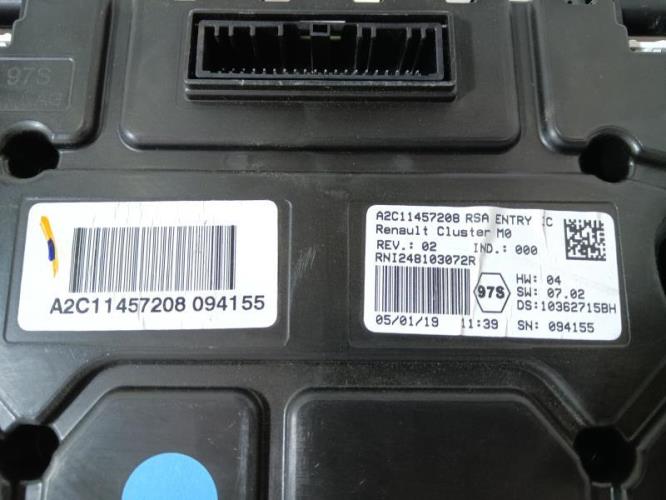 97S
A2C11457208 094155
A2C11457208 RSA ENTRY IC
Renault Cluster M0
REV.: 02 IND.: 000
RNI248103072R
97S
HW: 04
SW: 07.02
DS:10362715BH
05/01/19 11:39 SN: 094155